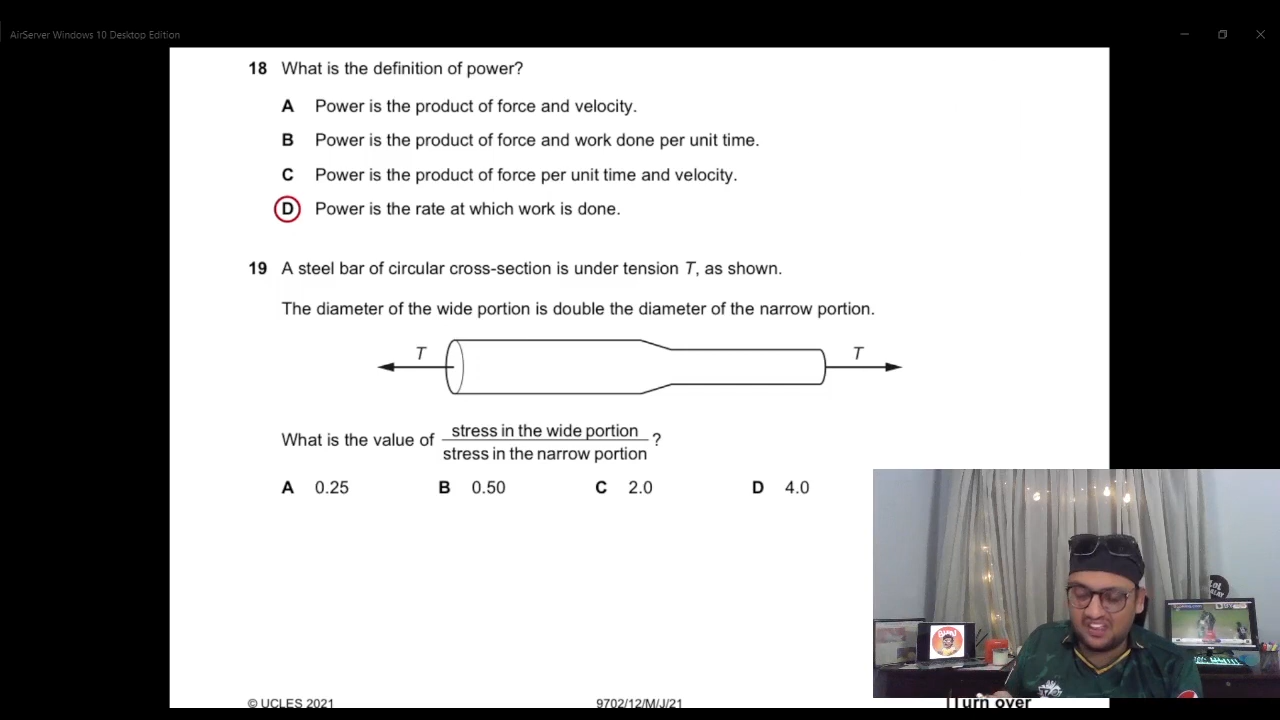 AirServer Windows 10 Desktop Edition
18 What is the definition of power?
A Power is the product of force and velocity.
B Power is the product of force and work done per unit time.
C Power is the product of force per unit time and velocity.
D Power is the rate at which work is done.
19 A steel bar of circular cross-section is under tension T, as shown.
The diameter of the wide portion is double the diameter of the narrow portion.
T T
What is the value of stress in the wide portion / stress in the narrow portion ?
A 0.25 B 0.50 C 2.0 D 4.0
LOL
© UCLES 2021 9702/12/M/J/21 [Turn over